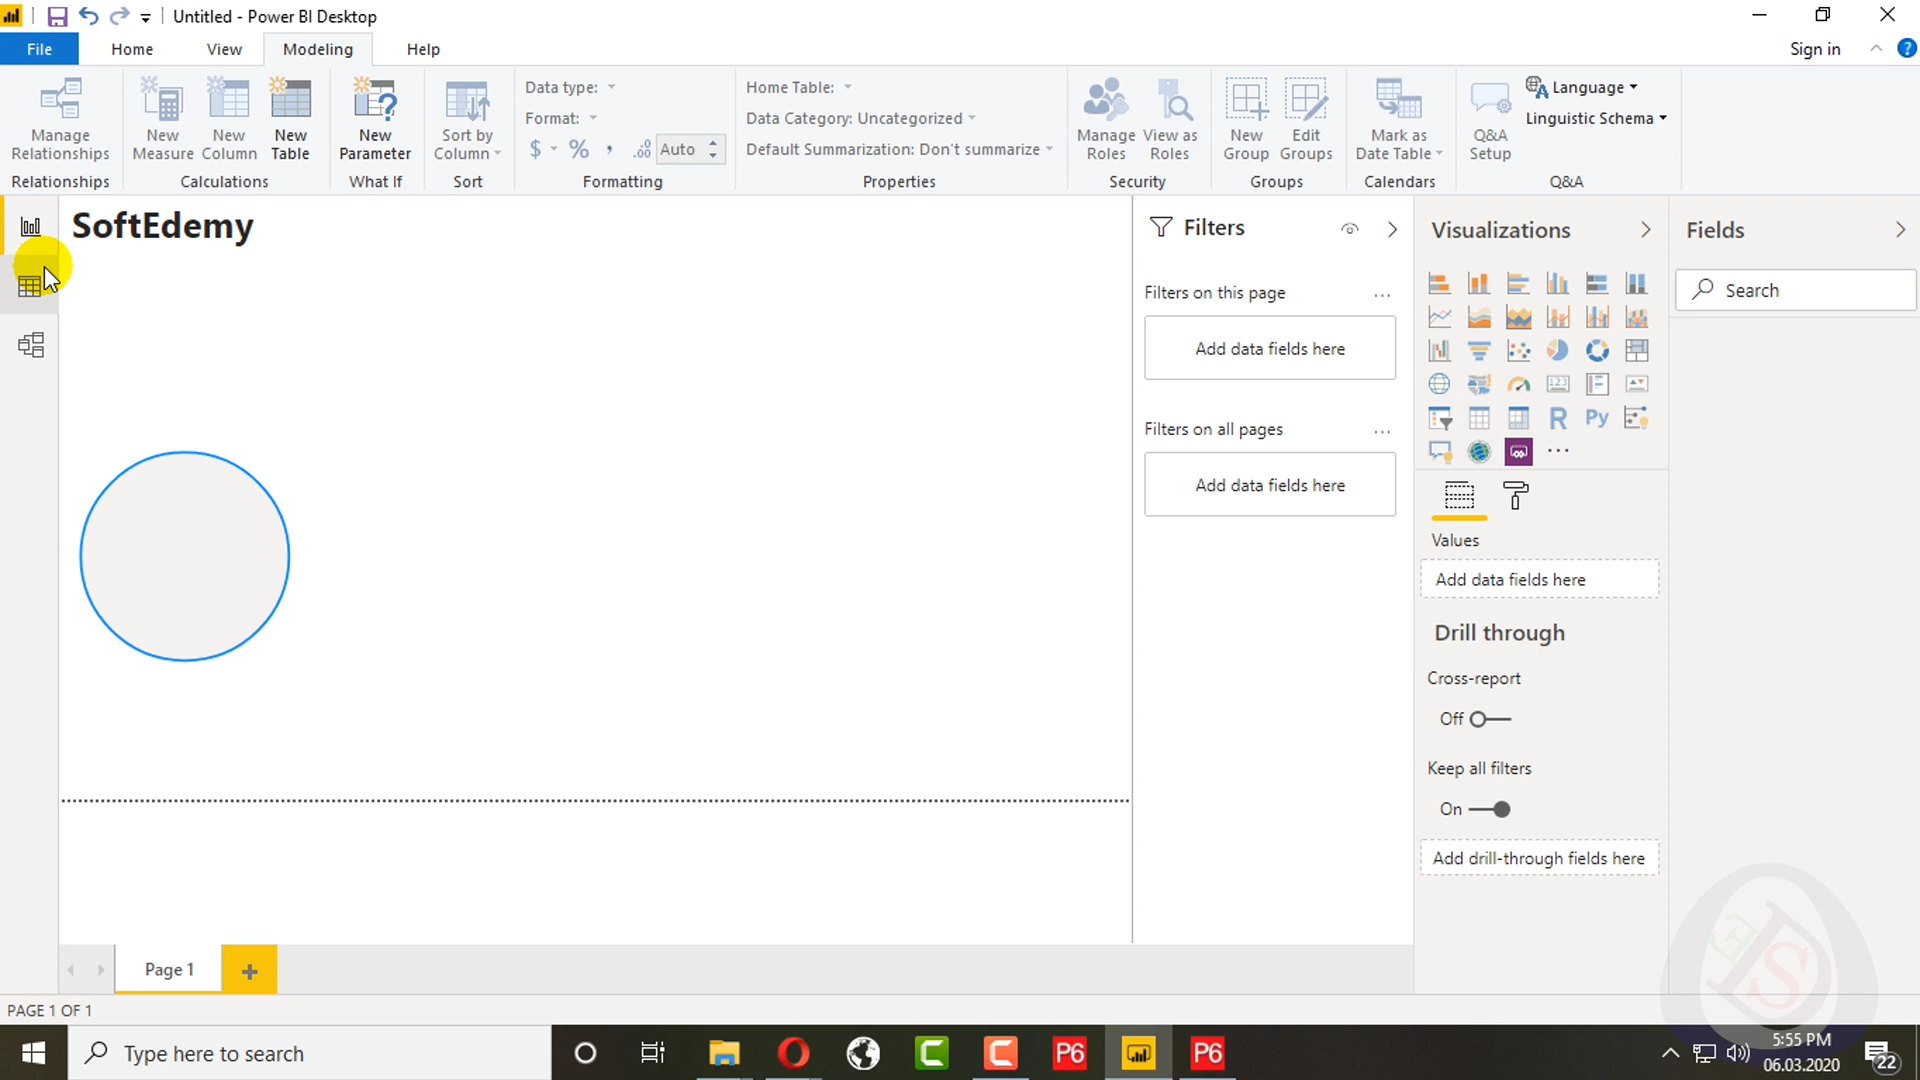 Untitled - Power BI Desktop
File Home View Modeling Help Sign in
Data type:
Format:
$ % , .00 Auto
Home Table:
Data Category: Uncategorized
Default Summarization: Don't summarize
Language
Linguistic Schema
Manage Relationships
New Measure
New Column
New Table
New Parameter
Sort by Column
Manage Roles
View as Roles
New Group
Edit Groups
Mark as Date Table
Q&A Setup
Relationships Calculations What If Sort Formatting Properties Security Groups Calendars Q&A
SoftEdemy
Filters
Filters on this page
Add data fields here
Filters on all pages
Add data fields here
Visualizations
123
R Py
Values
Add data fields here
Drill through
Cross-report
Off
Keep all filters
On
Add drill-through fields here
Fields
Search
Page 1
PAGE 1 OF 1
Type here to search
P6
P6
5:55 PM
06.03.2020
22